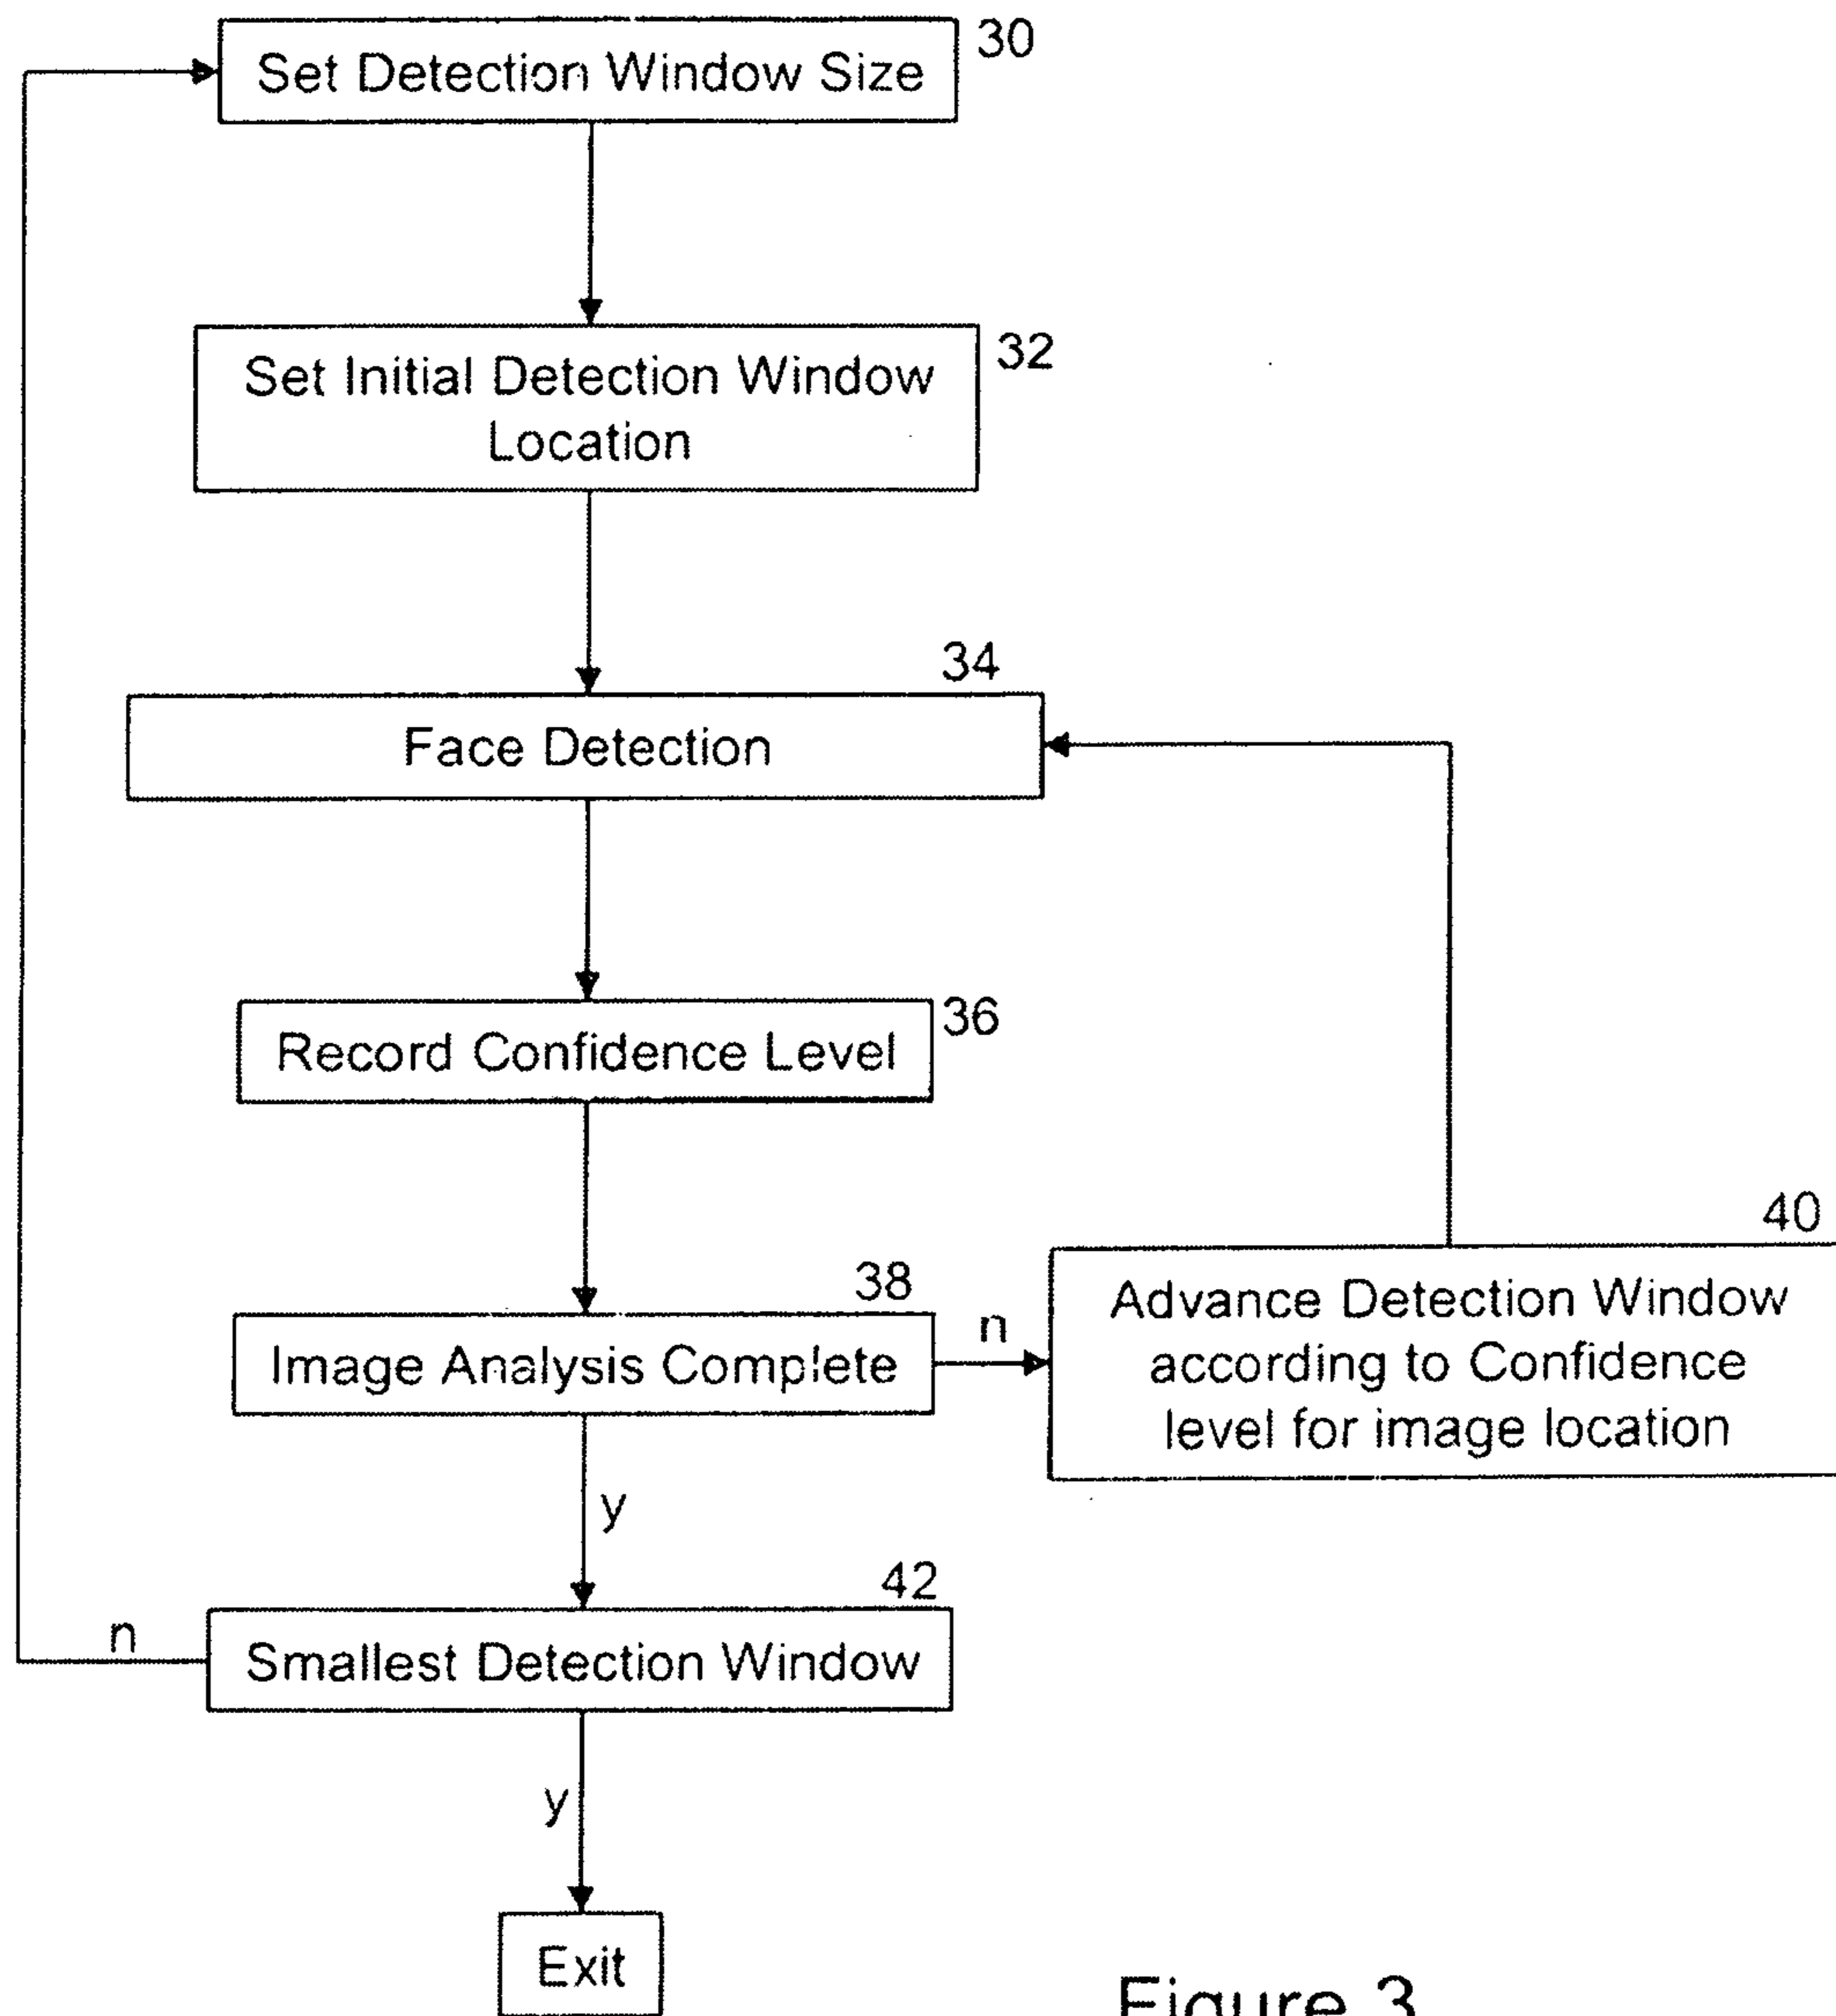 30
Set Detection Window Size
32
Set Initial Detection Window
Location
34
Face Detection
36
Record Confidence Level
38
Image Analysis Complete
n
40
Advance Detection Window
according to Confidence
level for image location
y
42
n
Smallest Detection Window
y
Exit
Figure 3